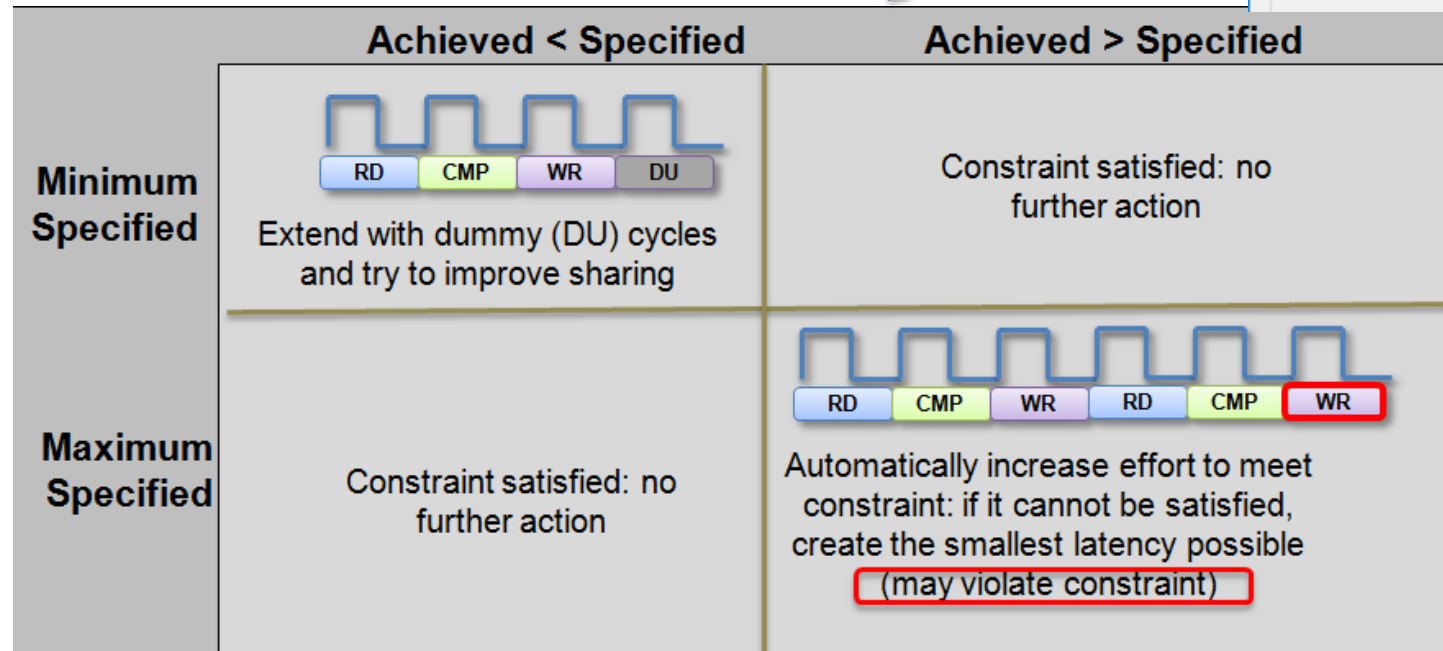 Achieved < Specified
Achieved > Specified
Minimum
Specified
RD CMP WR DU
Extend with dummy (DU) cycles
and try to improve sharing
Constraint satisfied: no
further action
Maximum
Specified
Constraint satisfied: no
further action
RD CMP WR RD CMP WR
Automatically increase effort to meet
constraint: if it cannot be satisfied,
create the smallest latency possible
(may violate constraint)